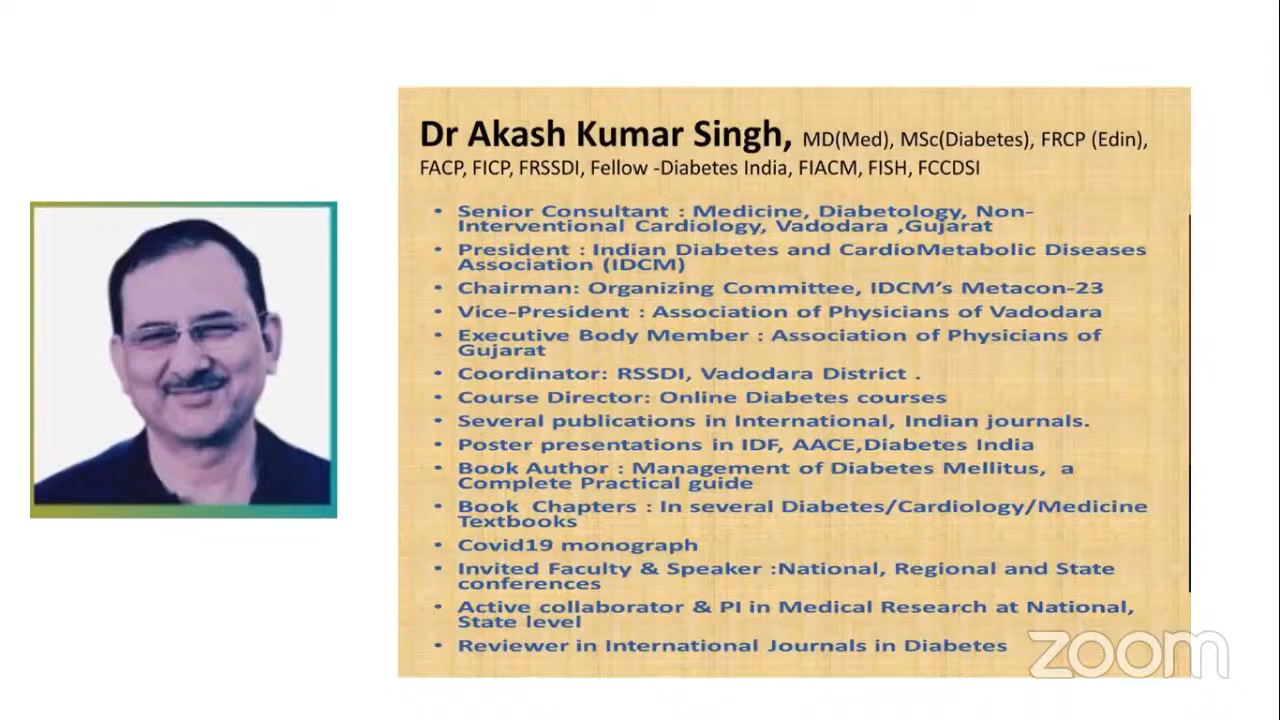 Dr Akash Kumar Singh, MD(Med), MSc(Diabetes), FRCP (Edin),
FACP, FICP, FRSSDI, Fellow -Diabetes India, FIACM, FISH, FCCDSI
• Senior Consultant : Medicine, Diabetology, Non-
Interventional Cardiology, Vadodara ,Gujarat
• President : Indian Diabetes and CardioMetabolic Diseases
Association (IDCM)
• Chairman: Organizing Committee, IDCM's Metacon-23
• Vice-President : Association of Physicians of Vadodara
• Executive Body Member : Association of Physicians of
Gujarat
• Coordinator: RSSDI, Vadodara District .
• Course Director: Online Diabetes courses
• Several publications in International, Indian journals.
• Poster presentations in IDF, AACE,Diabetes India
• Book Author : Management of Diabetes Mellitus, a
Complete Practical guide
• Book Chapters : In several Diabetes/Cardiology/Medicine
Textbooks
• Covid19 monograph
• Invited Faculty & Speaker :National, Regional and State
conferences
• Active collaborator & PI in Medical Research at National,
State level
• Reviewer in International Journals in Diabetes
zoom